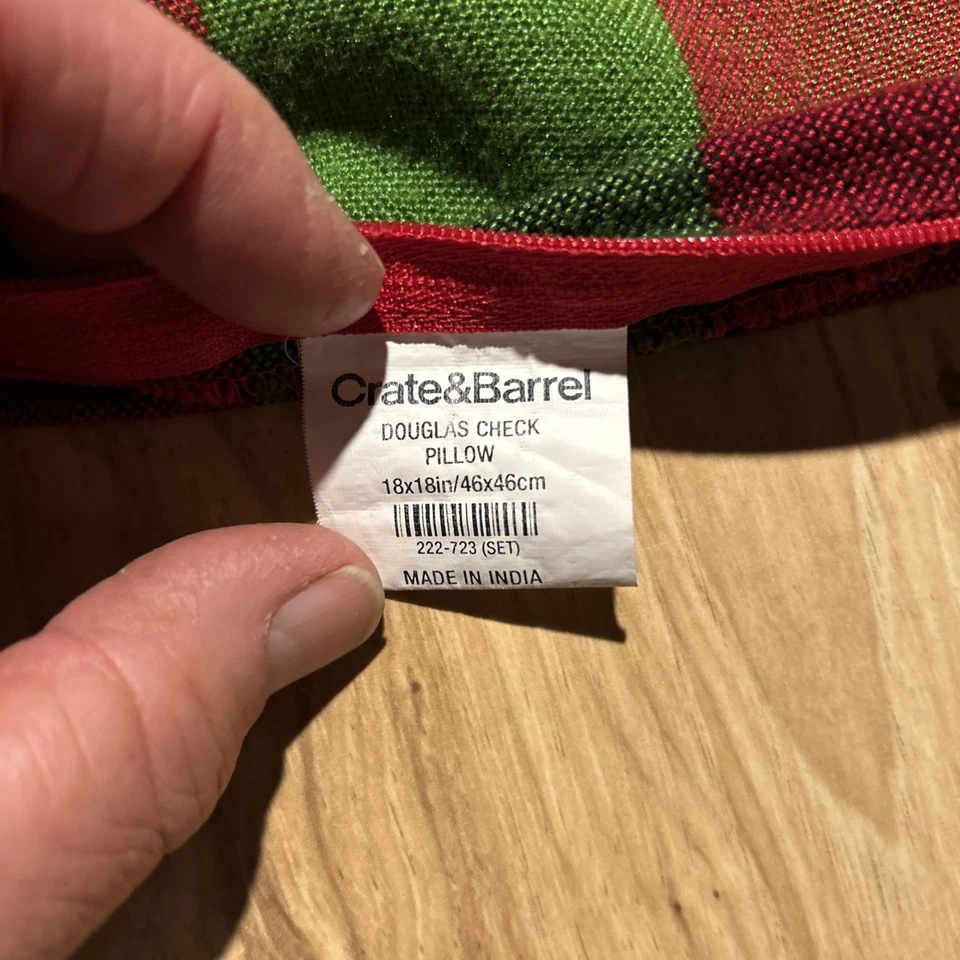 Crate&Barrel
DOUGLAS CHECK
PILLOW
18x18in/46x46cm
222-723 (SET)
MADE IN INDIA